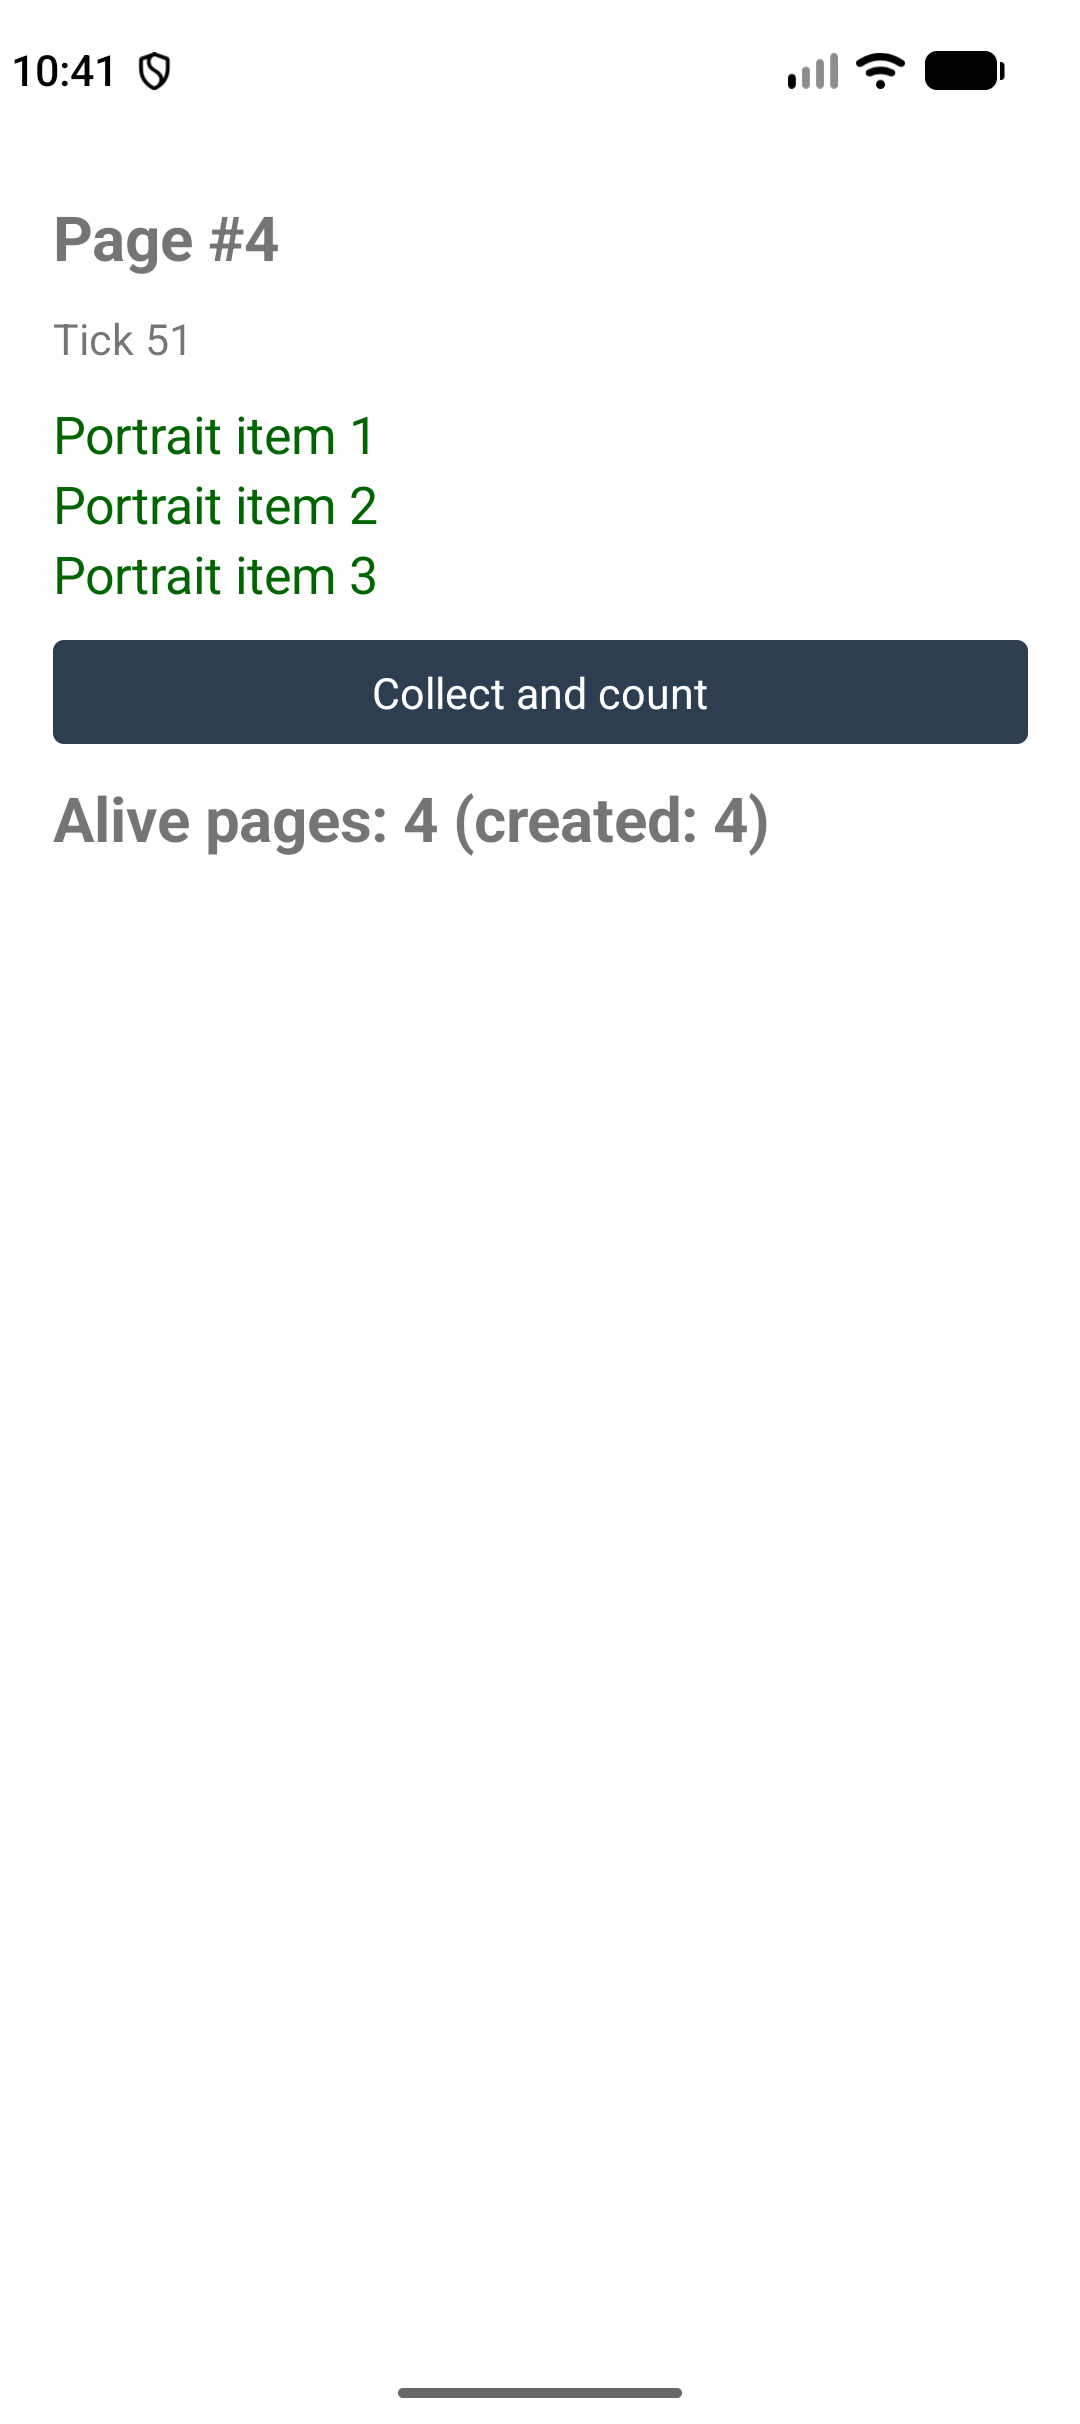 10:41
Page #4
Tick 51
Portrait item 1
Portrait item 2
Portrait item 3
Collect and count
Alive pages: 4 (created: 4)